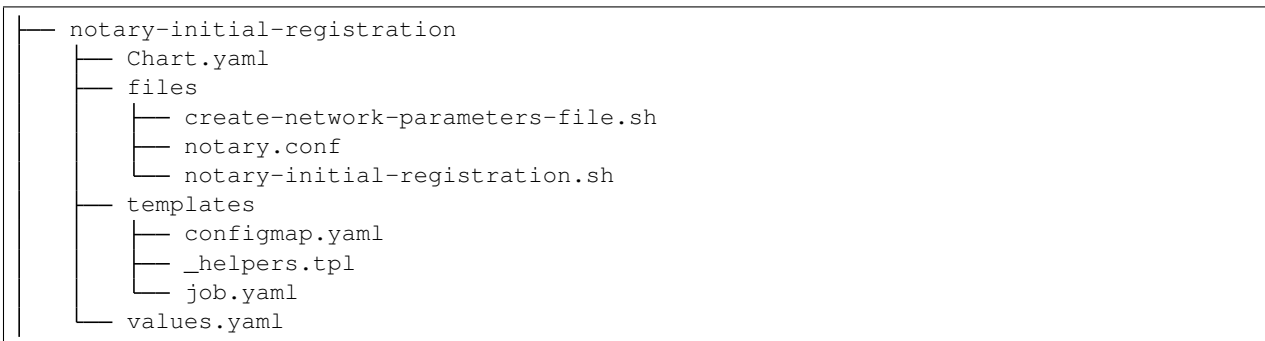 ├── notary-initial-registration
│   ├── Chart.yaml
│   ├── files
│   │   ├── create-network-parameters-file.sh
│   │   ├── notary.conf
│   │   └── notary-initial-registration.sh
│   ├── templates
│   │   ├── configmap.yaml
│   │   ├── _helpers.tpl
│   │   └── job.yaml
│   └── values.yaml